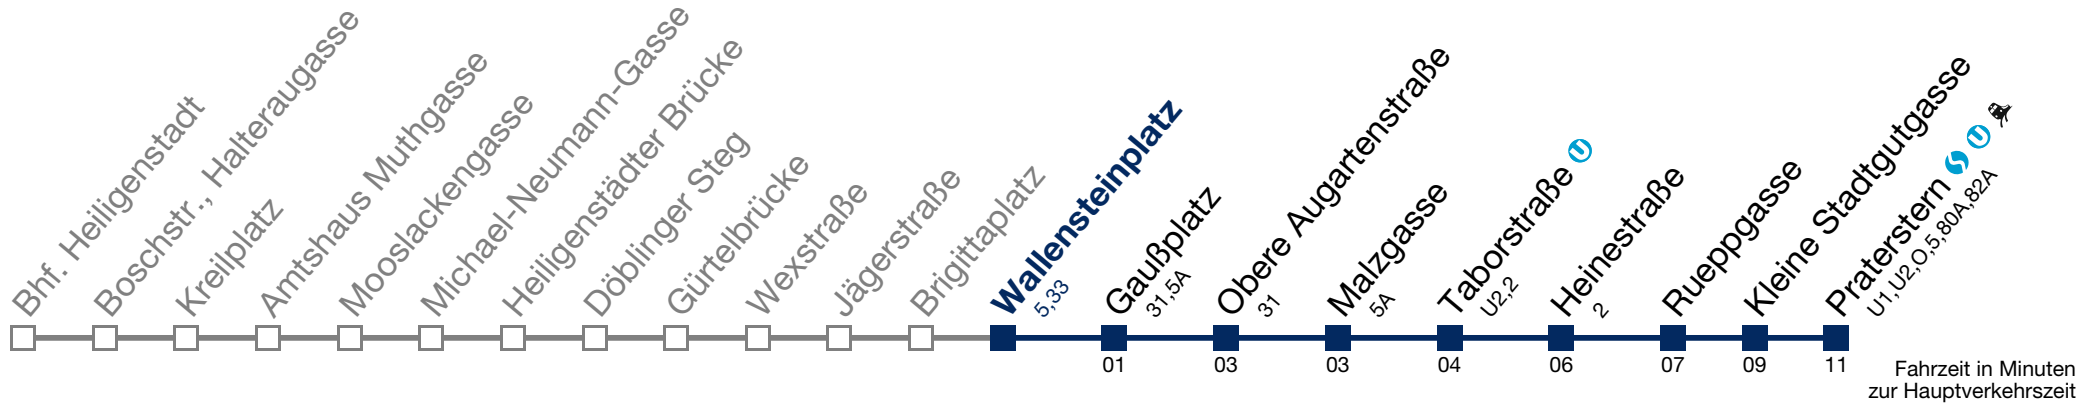 Bhf. Heiligenstadt
Boschstr., Halteraugasse
Kreilplatz
Amtshaus Muthgasse
Mooslackengasse
Michael-Neumann-Gasse
Heiligenstädter Brücke
Döblinger Steg
Gürtelbrücke
Wexstraße
Jägerstraße
Brigittaplatz
Wallensteinplatz
5,33
Gaußplatz
31,5A
Obere Augartenstraße
31
Malzgasse
5A
Taborstraße U
U2,2
Heinestraße
2
Rueppgasse
Kleine Stadtgutgasse
Praterstern S U
U1,U2,O,5,80A,82A
01 03 03 04 06 07 09 11
Fahrzeit in Minuten
zur Hauptverkehrszeit